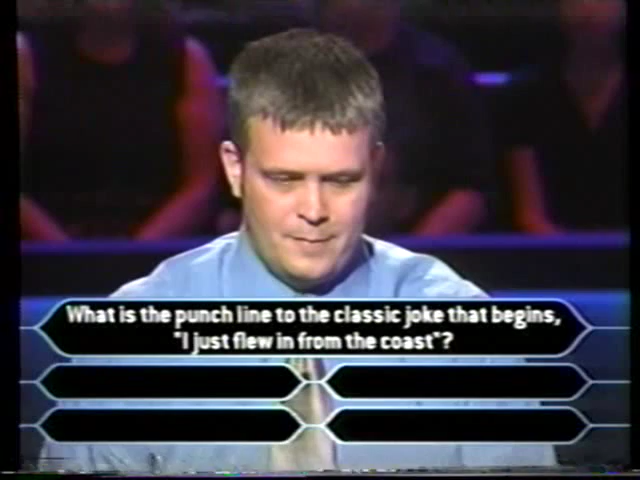 What is the punch line to the classic joke that begins,
"I just flew in from the coast"?